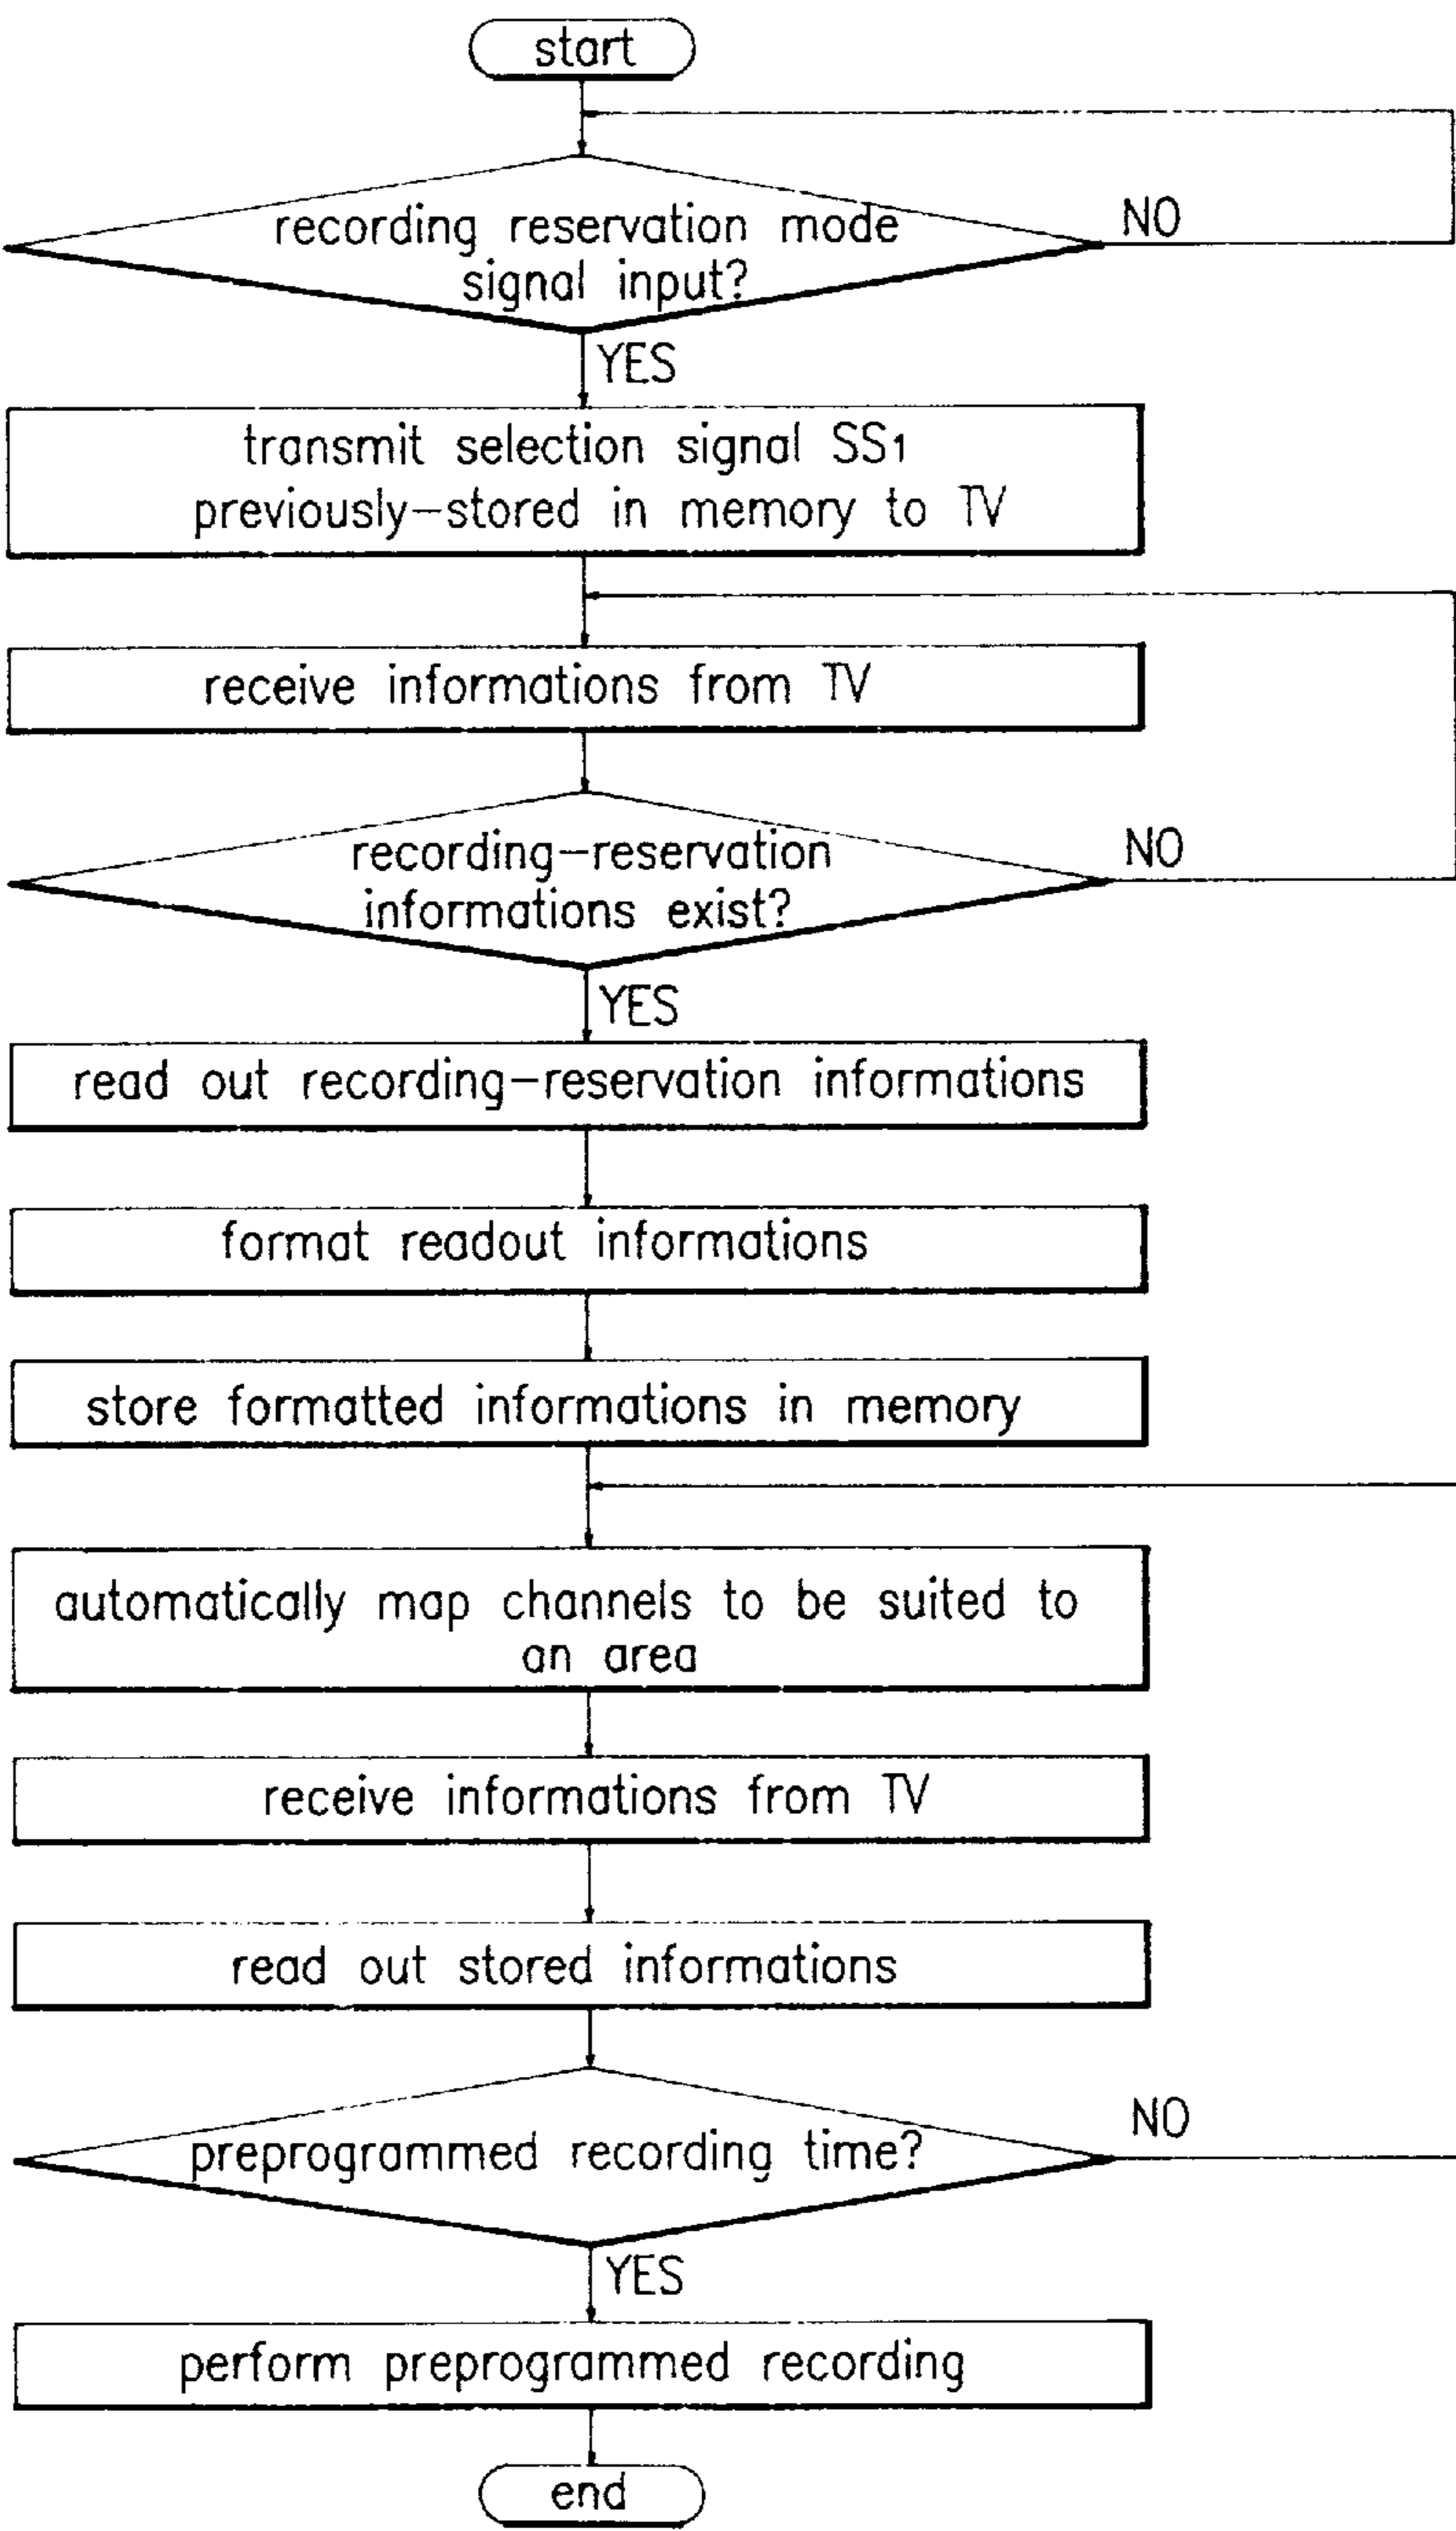 start
recording reservation mode
signal input?
NO
YES
transmit selection signal SS1
previously-stored in memory to TV
receive informations from TV
recording-reservation
informations exist?
NO
YES
read out recording-reservation informations
format readout informations
store formatted informations in memory
automatically map channels to be suited to
an area
receive informations from TV
read out stored informations
preprogrammed recording time?
NO
YES
perform preprogrammed recording
end